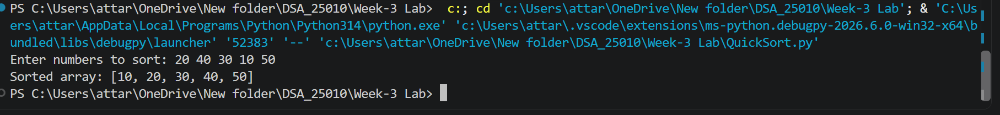 PS C:\Users\attar\OneDrive\New folder\DSA_25010\Week-3 Lab>  c:; cd 'c:\Users\attar\OneDrive\New folder\DSA_25010\Week-3 Lab'; & 'C:\Us
ers\attar\AppData\Local\Programs\Python\Python314\python.exe' 'c:\Users\attar\.vscode\extensions\ms-python.debugpy-2026.6.0-win32-x64\b
undled\libs\debugpy\launcher' '52383' '--' 'c:\Users\attar\OneDrive\New folder\DSA_25010\Week-3 Lab\QuickSort.py'
Enter numbers to sort: 20 40 30 10 50
Sorted array: [10, 20, 30, 40, 50]
PS C:\Users\attar\OneDrive\New folder\DSA_25010\Week-3 Lab>